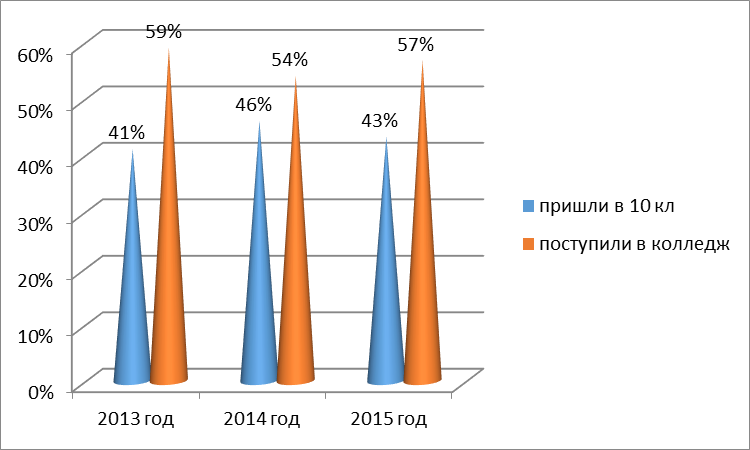 59%
57%
54%
46%
43%
41%
60%
50%
40%
30%
20%
10%
0%
2013 год
2014 год
2015 год
пришли в 10 кл
поступили в колледж